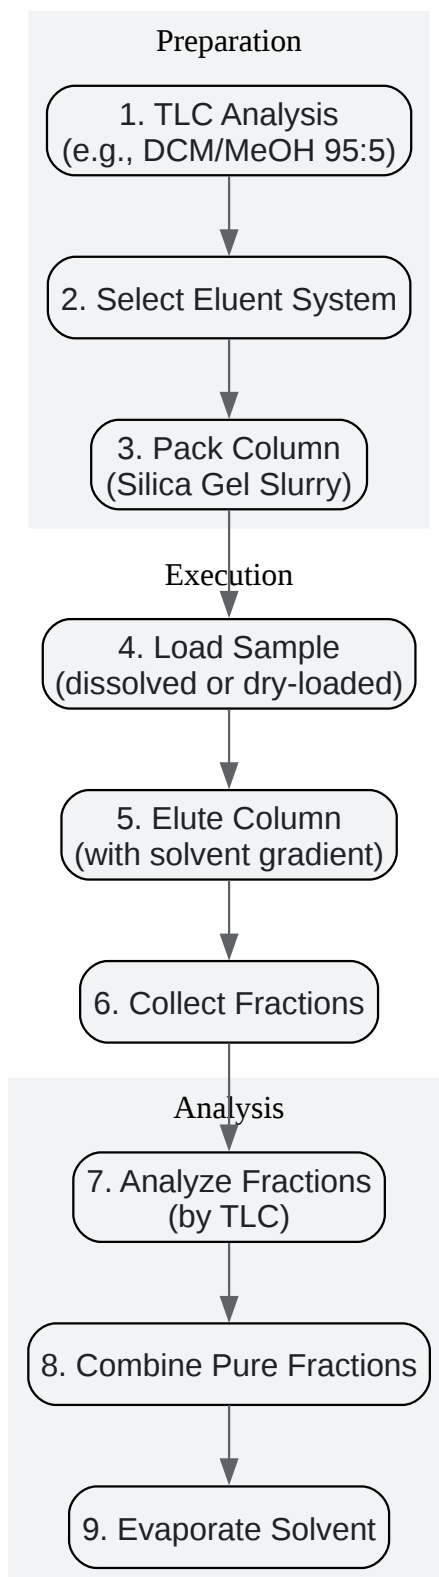 Preparation
1. TLC Analysis
(e.g., DCM/MeOH 95:5)
2. Select Eluent System
3. Pack Column
(Silica Gel Slurry)
Execution
4. Load Sample
(dissolved or dry-loaded)
5. Elute Column
(with solvent gradient)
6. Collect Fractions
Analysis
7. Analyze Fractions
(by TLC)
8. Combine Pure Fractions
9. Evaporate Solvent